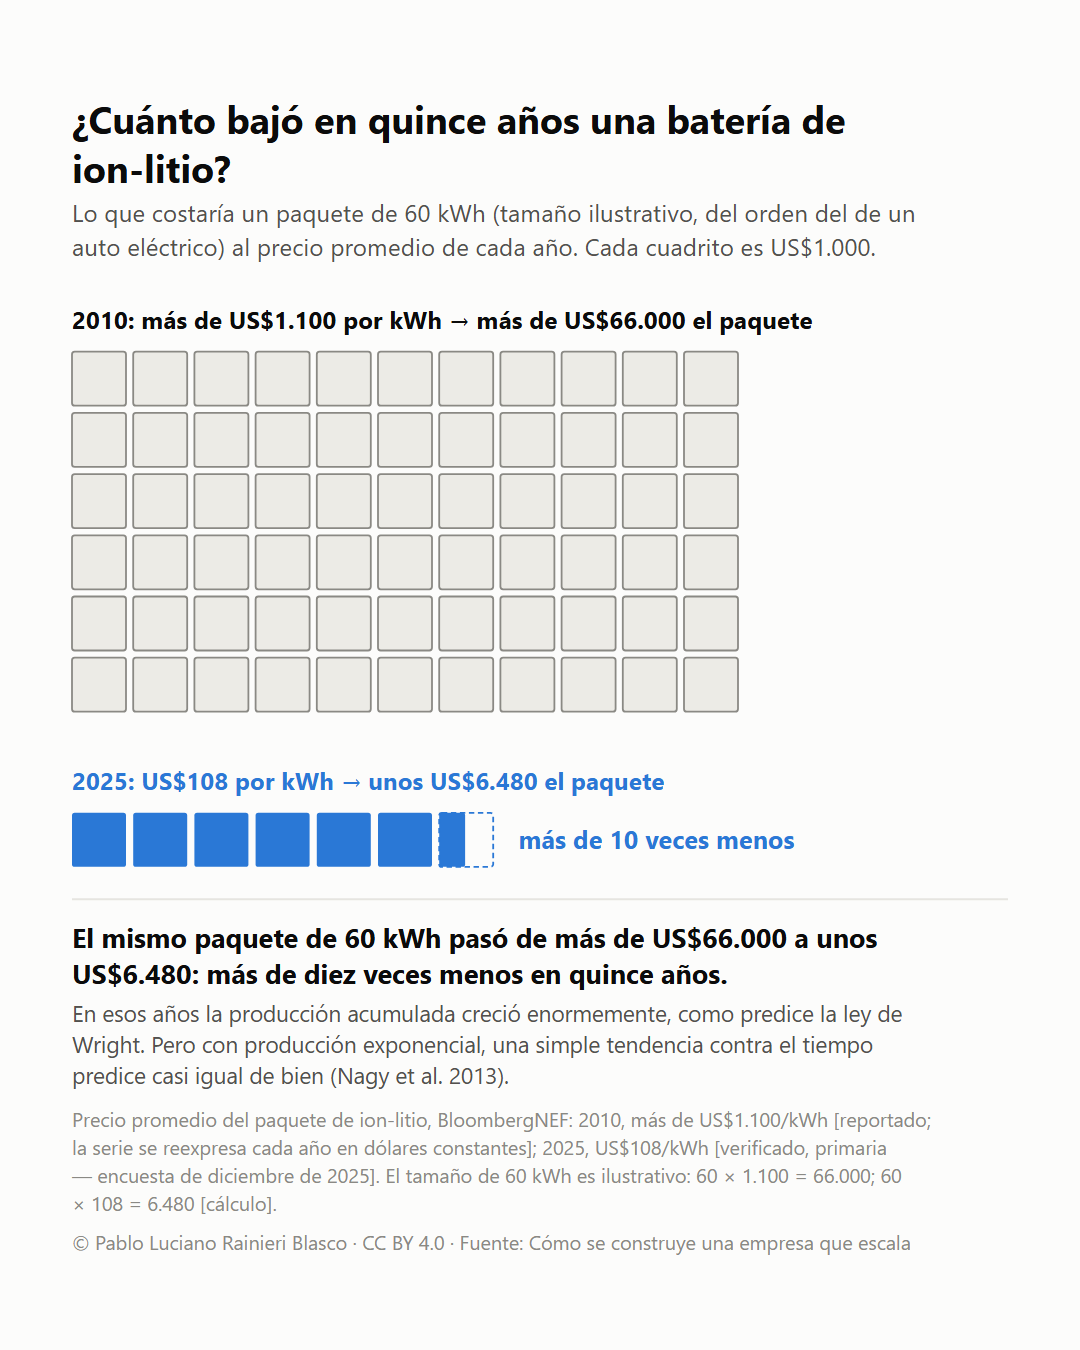 ¿Cuánto bajó en quince años una batería de
ion-litio?
Lo que costaría un paquete de 60 kWh (tamaño ilustrativo, del orden del de un
auto eléctrico) al precio promedio de cada año. Cada cuadrito es US$1.000.
2010: más de US$1.100 por kWh → más de US$66.000 el paquete
2025: US$108 por kWh → unos US$6.480 el paquete
más de 10 veces menos
El mismo paquete de 60 kWh pasó de más de US$66.000 a unos
US$6.480: más de diez veces menos en quince años.
En esos años la producción acumulada creció enormemente, como predice la ley de
Wright. Pero con producción exponencial, una simple tendencia contra el tiempo
predice casi igual de bien (Nagy et al. 2013).
Precio promedio del paquete de ion-litio, BloombergNEF: 2010, más de US$1.100/kWh [reportado;
la serie se reexpresa cada año en dólares constantes]; 2025, US$108/kWh [verificado, primaria
— encuesta de diciembre de 2025]. El tamaño de 60 kWh es ilustrativo: 60 × 1.100 = 66.000; 60
× 108 = 6.480 [cálculo].
© Pablo Luciano Rainieri Blasco · CC BY 4.0 · Fuente: Cómo se construye una empresa que escala